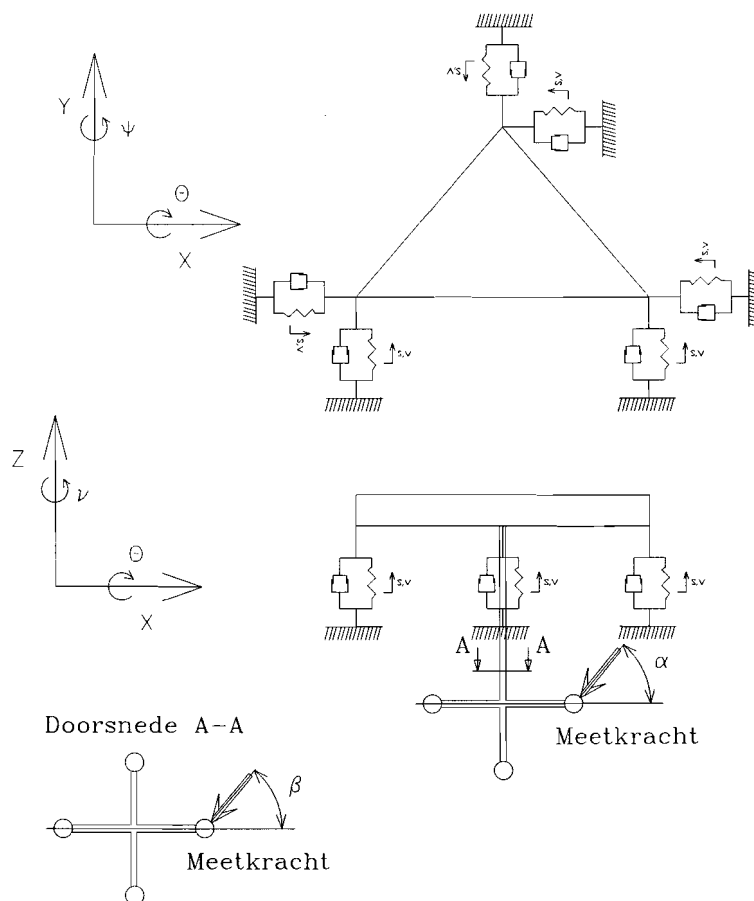 s,v
Y
ψ
s,v
Θ
X
s,v
s,v
s,v
s,v
Z
ν
Θ
X
s,v
s,v
s,v
A A
α
Meetkracht
Doorsnede A-A
β
Meetkracht